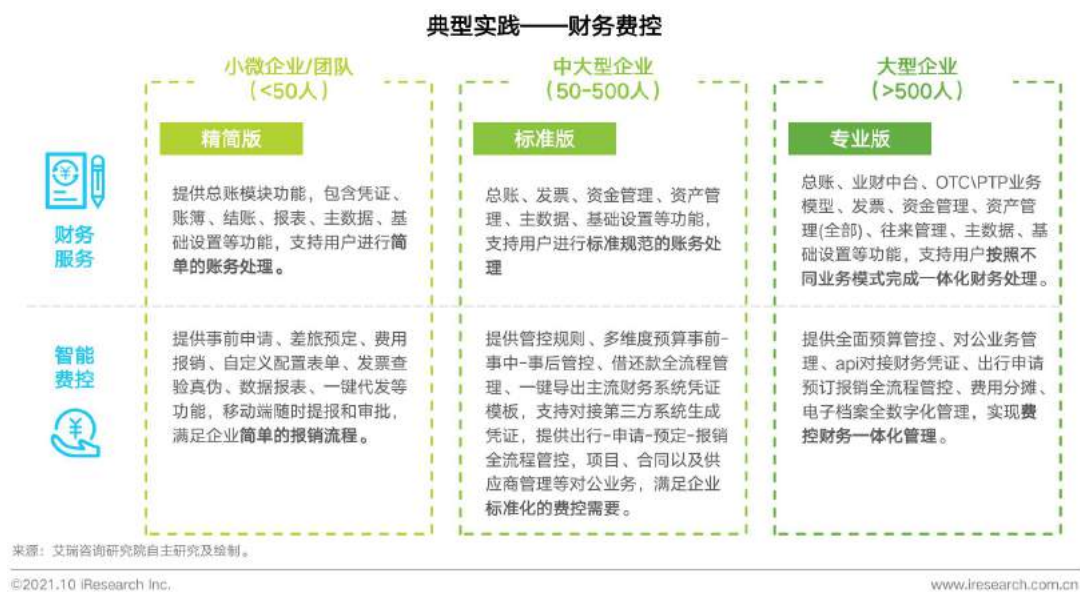 典型实践——财务费控
小微企业/团队
（<50人）
中大型企业
（50-500人）
大型企业
（>500人）
精简版
标准版
专业版
财务
服务
提供总账模块功能，包含凭证、
账簿、结账、报表、主数据、基
础设置等功能，支持用户进行简
单的账务处理。
总账、发票、资金管理、资产管
理、主数据、基础设置等功能，
支持用户进行标准规范的账务处
理
总账、业财中台、OTC\PTP业务
模型、发票、资金管理、资产管
理(全部)、往来管理、主数据、基
础设置等功能，支持用户按照不
同业务模式完成一体化财务处理。
智能
费控
提供事前申请、差旅预定、费用
报销、自定义配置表单、发票查
验真伪、数据报表、一键代发等
功能，移动端随时提报和审批，
满足企业简单的报销流程。
提供管控规则、多维度预算事前-
事中-事后管控、借还款全流程管
理、一键导出主流财务系统凭证
模板，支持对接第三方系统生成
凭证，提供出行-申请-预定-报销
全流程管控，项目、合同以及供
应商管理等对公业务，满足企业
标准化的费控需要。
提供全面预算管控、对公业务管
理、api对接财务凭证、出行申请
预订报销全流程管控、费用分摊、
电子档案全数字化管理，实现费
控财务一体化管理。
来源：艾瑞咨询研究院自主研究及绘制。
©2021.10 iResearch Inc.
www.iresearch.com.cn